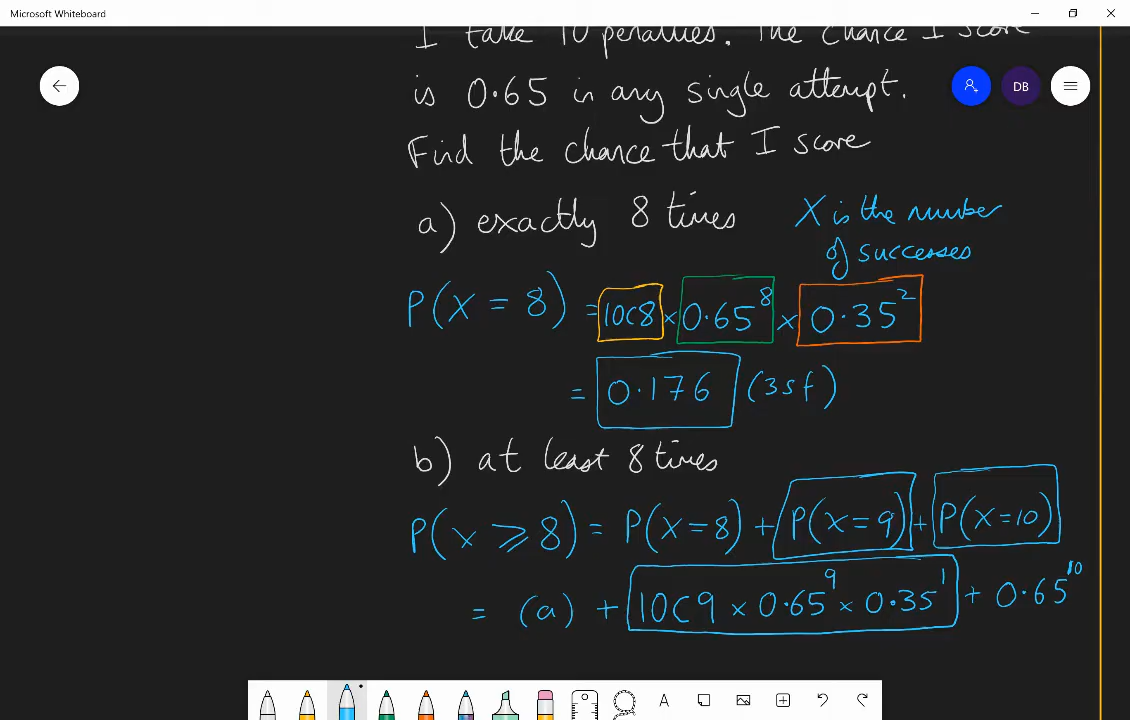 Microsoft Whiteboard
I take 10 penalties. The chance I score
is 0.65 in any single attempt.
DB
Find the chance that I score
a) exactly 8 times
X is the number
of successes
P(X = 8) = 10C8 × 0.65^8 × 0.35^2
= 0.176 (3sf)
b) at least 8 times
P(X ⩾ 8) = P(X = 8) + P(X = 9) + P(X = 10)
= (a) + 10C9 × 0.65^9 × 0.35^1 + 0.65^10
A